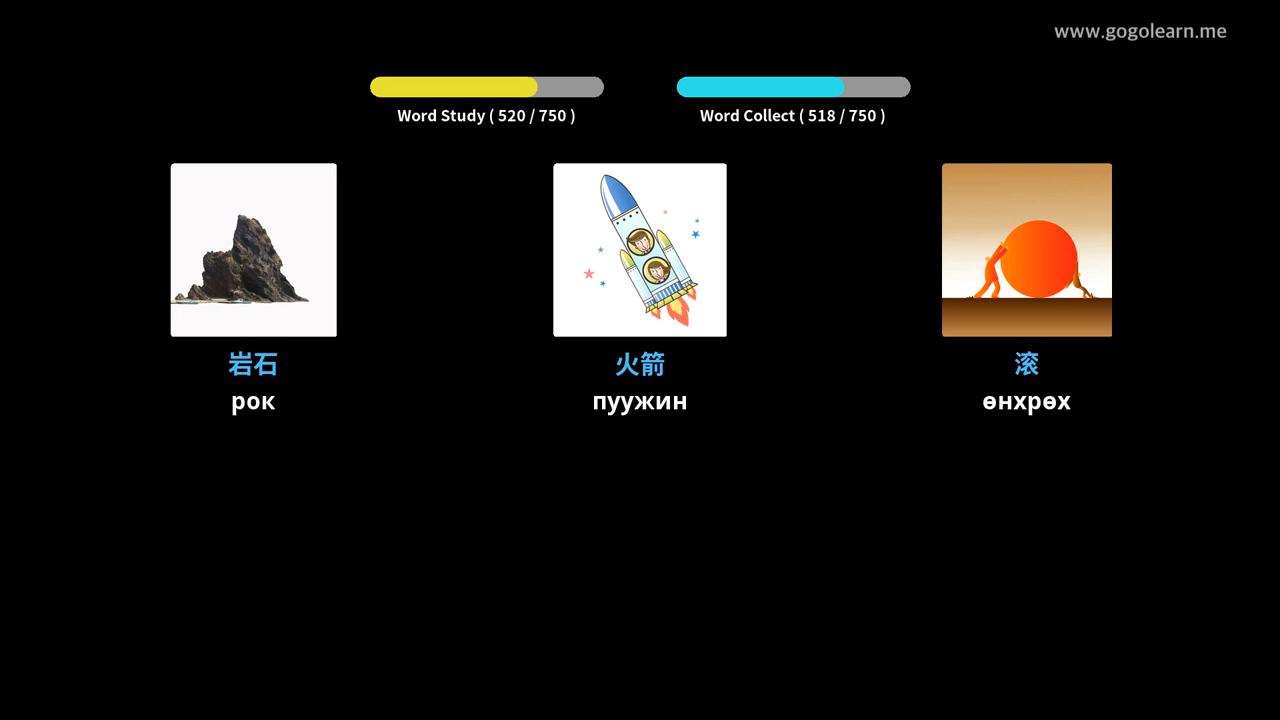 www.gogolearn.me
Word Study ( 520 / 750 )
Word Collect ( 518 / 750 )
岩石
рок
火箭
пуужин
滚
өнхрөх